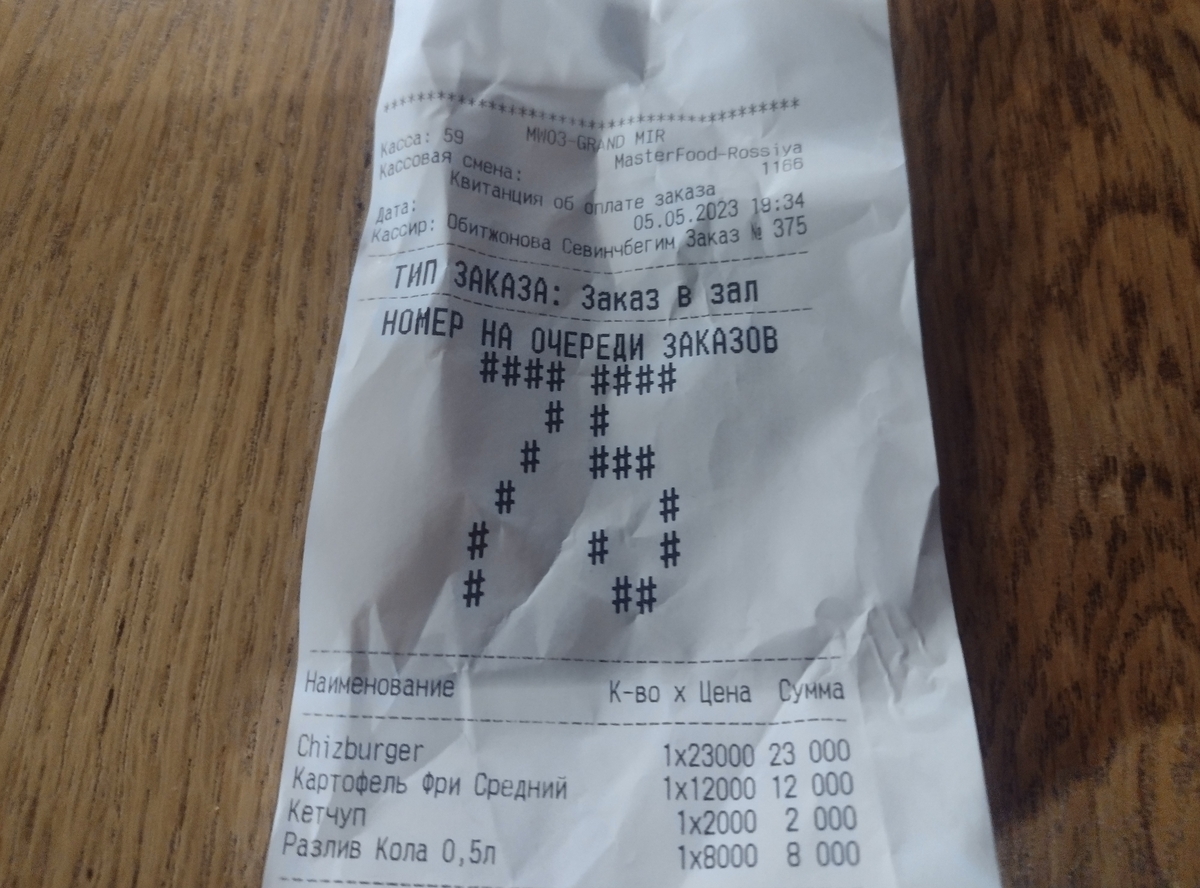 ****************************************
Касса: 59 MW03-GRAND MIR
MasterFood-Rossiya
Кассовая смена: 1166
Квитанция об оплате заказа
Дата: 05.05.2023 19:34
Кассир: Обитжонова Севинчбегим Заказ № 375
ТИП ЗАКАЗА: Заказ в зал
НОМЕР НА ОЧЕРЕДИ ЗАКАЗОВ
#### ####
# #
# ###
# #
# # #
# ##
Наименование К-во x Цена Сумма
Chizburger 1x23000 23 000
Картофель Фри Средний 1x12000 12 000
Кетчуп 1x2000 2 000
Разлив Кола 0,5л 1x8000 8 000